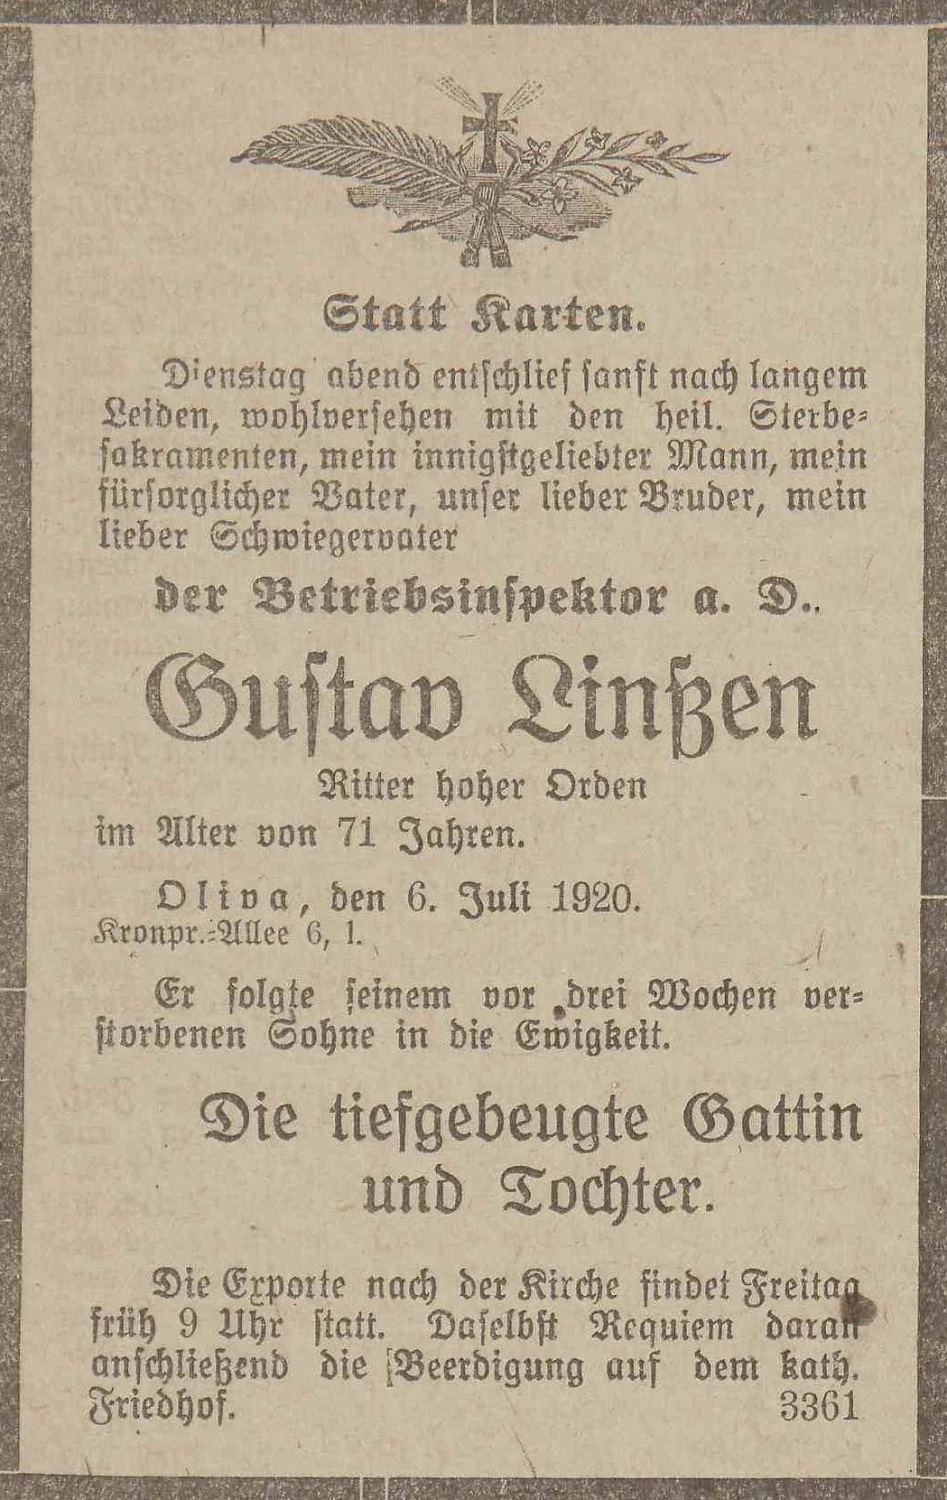 Statt Karten.
Dienstag abend entschlief sanft nach langem
Leiden, wohlversehen mit den heil. Sterbe-
sakramenten, mein innigstgeliebter Mann, mein
fürsorglicher Vater, unser lieber Bruder, mein
lieber Schwiegervater
der Betriebsinspektor a. D..
Gustav Linßen
Ritter hoher Orden
im Alter von 71 Jahren.
Oliva, den 6. Juli 1920.
Kronpr.-Allee 6, 1.
Er folgte seinem vor drei Wochen ver-
storbenen Sohne in die Ewigkeit.
Die tiefgebeugte Gattin
und Tochter.
Die Exporte nach der Kirche findet Freitag
früh 9 Uhr statt. Daselbst Requiem daran
anschließend die Beerdigung auf dem kath.
Friedhof. 3361